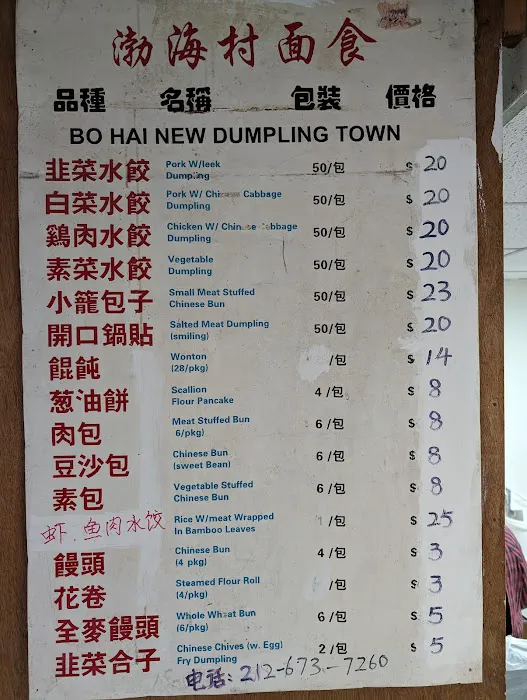 渤海村面食
品種 名稱 包装 價格
BO HAI NEW DUMPLING TOWN
韭菜水餃 Pork W/leek Dumpling 50/包 $ 20
白菜水餃 Pork W/ Chinese Cabbage Dumpling 50/包 $ 20
鷄肉水餃 Chicken W/ Chinese Cabbage Dumpling 50/包 $ 20
素菜水餃 Vegetable Dumpling 50/包 $ 20
小籠包子 Small Meat Stuffed Chinese Bun 50/包 $ 23
開口鍋貼 Salted Meat Dumpling (smiling) 50/包 $ 20
餛飩 Wonton (28/pkg) /包 $ 14
葱油餅 Scallion Flour Pancake 4/包 $ 8
肉包 Meat Stuffed Bun 6/pkg) 6/包 $ 8
豆沙包 Chinese Bun (sweet Bean) 6/包 $ 8
素包 Vegetable Stuffed Chinese Bun 6/包 $ 8
虾.鱼肉水饺 Rice W/meat Wrapped In Bamboo Leaves /包 $ 25
饅頭 Chinese Bun (4 pkg) 4/包 $ 3
花卷 Steamed Flour Roll (4/pkg) /包 $ 3
全麥饅頭 Whole Wheat Bun (6/pkg) 6/包 $ 5
韭菜合子 Chinese Chives (w. Egg) Fry Dumpling 2/包 $ 5
电话: 212-673-7260